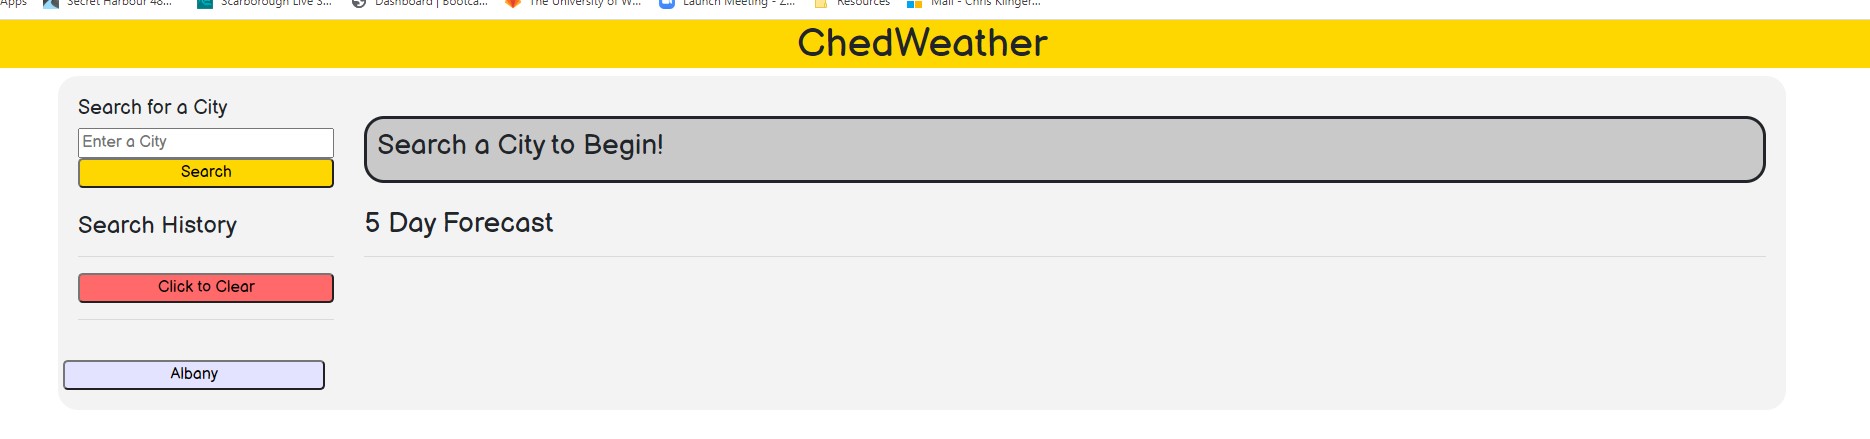 Apps Secret Harbour 48... Scarborough Live S... Dashboard | Bootca... The University of W... Launch Meeting - Z... Resources Mail - Chris Klinger...
ChedWeather
Search for a City
Enter a City
Search
Search a City to Begin!
Search History
5 Day Forecast
Click to Clear
Albany